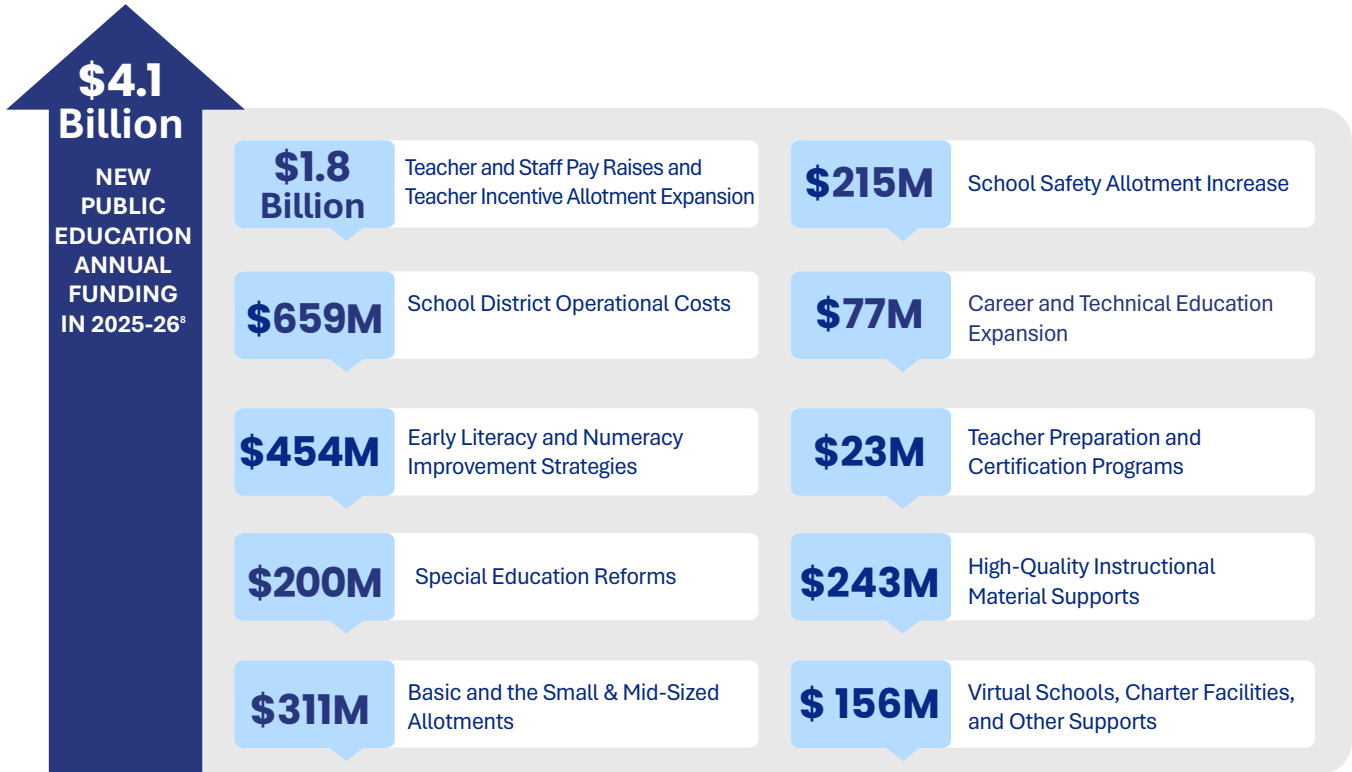 $4.1
Billion
NEW
PUBLIC
EDUCATION
ANNUAL
FUNDING
IN 2025-26⁸
$1.8
Billion
Teacher and Staff Pay Raises and
Teacher Incentive Allotment Expansion
$659M
School District Operational Costs
$454M
Early Literacy and Numeracy
Improvement Strategies
$200M
Special Education Reforms
$311M
Basic and the Small & Mid-Sized
Allotments
$215M
School Safety Allotment Increase
$77M
Career and Technical Education
Expansion
$23M
Teacher Preparation and
Certification Programs
$243M
High-Quality Instructional
Material Supports
$ 156M
Virtual Schools, Charter Facilities,
and Other Supports